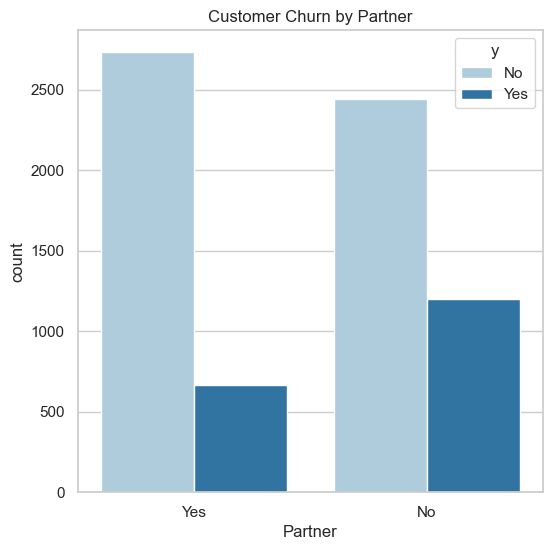 Customer Churn by Partner
y
No
Yes
count
2500
2000
1500
1000
500
0
Yes No
Partner